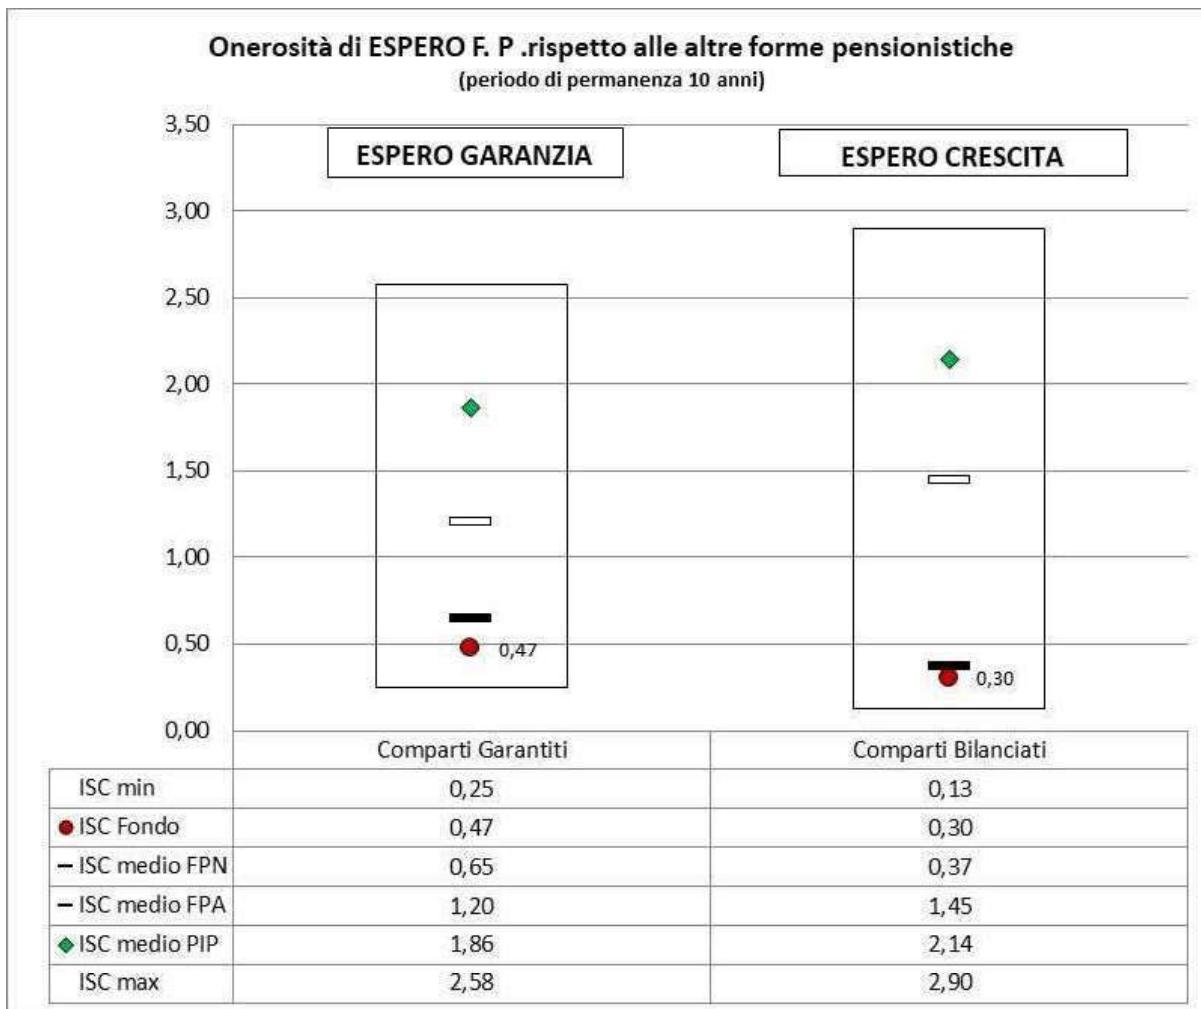 Onerosità di ESPERO F. P .rispetto alle altre forme pensionistiche
(periodo di permanenza 10 anni)
3,50
ESPERO GARANZIA
ESPERO CRESCITA
3,00
2,50
2,00
1,50
1,00
0,50
0,47
0,30
0,00
Comparti Garantiti Comparti Bilanciati
ISC min 0,25 0,13
ISC Fondo 0,47 0,30
ISC medio FPN 0,65 0,37
ISC medio FPA 1,20 1,45
ISC medio PIP 1,86 2,14
ISC max 2,58 2,90